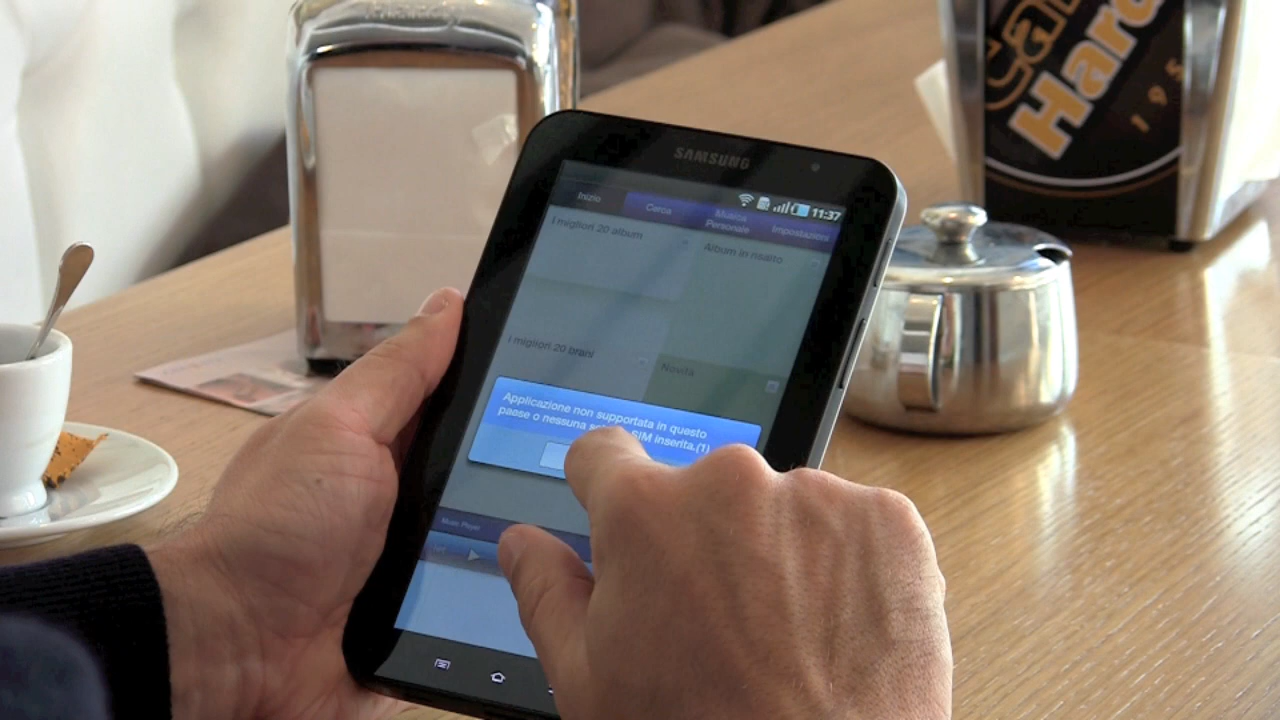 SAMSUNG
11:37
Inizio
Cerca
Musica
Personale
Impostazioni
I migliori 20 album
Album in risalto
I migliori 20 brani
Novità
Applicazione non supportata in questo
paese o nessuna SIM inserita.(1)
Music Player
Hard
195